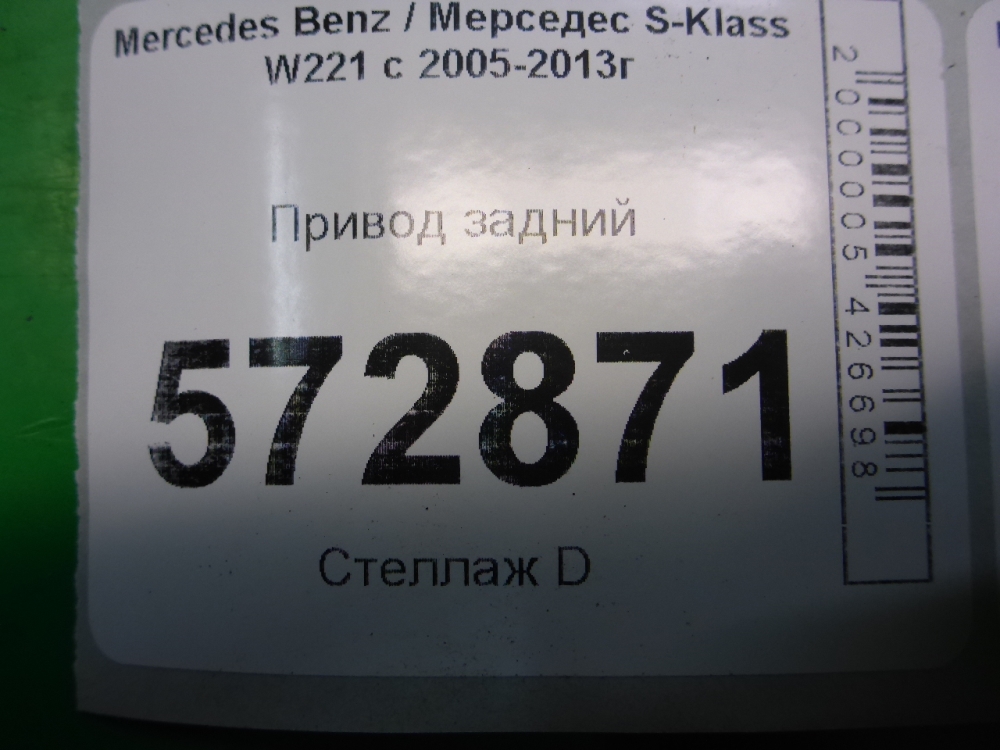 Mercedes Benz / Мерседес S-Klass
W221 с 2005-2013г
Привод задний
572871
Стеллаж D
2000005426698